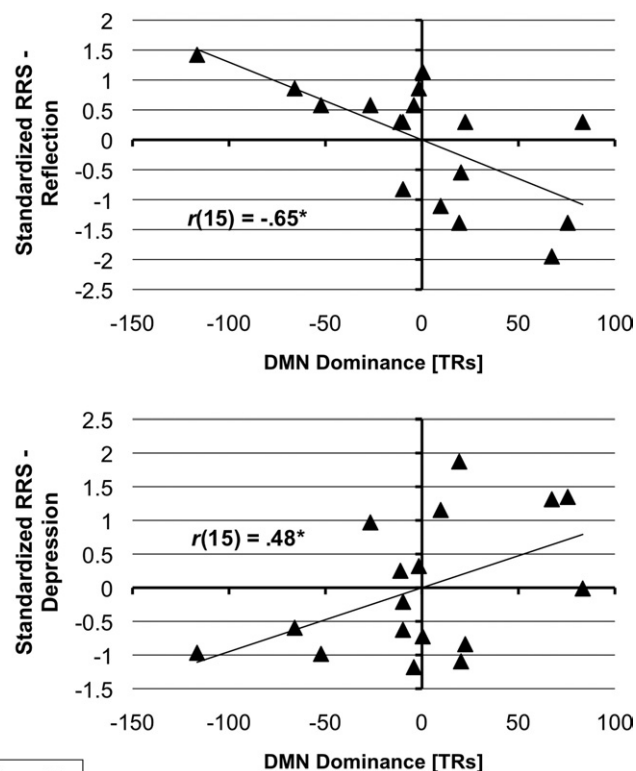 2
1.5
1
0.5
0
-0.5
-1
-1.5
-2
-2.5
Standardized RRS -
Reflection
r(15) = -.65*
-150 -100 -50 0 50 100
DMN Dominance [TRs]
2.5
2
1.5
1
0.5
0
-0.5
-1
-1.5
Standardized RRS -
Depression
r(15) = .48*
-150 -100 -50 0 50 100
DMN Dominance [TRs]